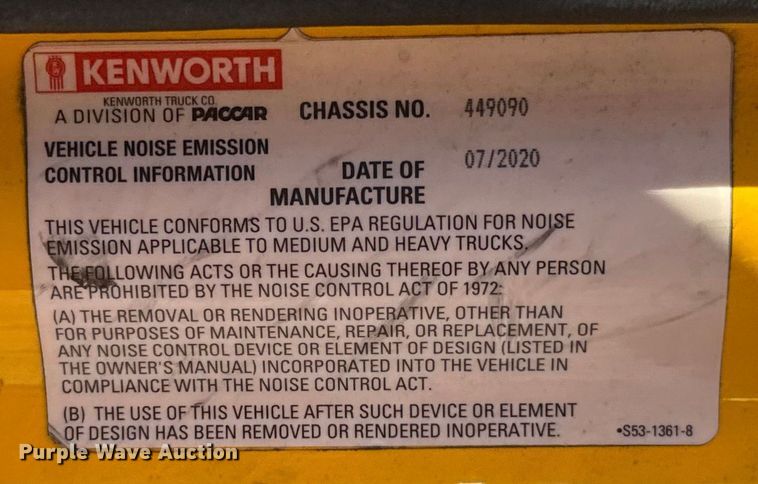 KENWORTH
KENWORTH TRUCK CO.
A DIVISION OF PACCAR
CHASSIS NO. 449090
VEHICLE NOISE EMISSION
CONTROL INFORMATION
DATE OF
MANUFACTURE
07/2020
THIS VEHICLE CONFORMS TO U.S. EPA REGULATION FOR NOISE
EMISSION APPLICABLE TO MEDIUM AND HEAVY TRUCKS.
THE FOLLOWING ACTS OR THE CAUSING THEREOF BY ANY PERSON
ARE PROHIBITED BY THE NOISE CONTROL ACT OF 1972:
(A) THE REMOVAL OR RENDERING INOPERATIVE, OTHER THAN
FOR PURPOSES OF MAINTENANCE, REPAIR, OR REPLACEMENT, OF
ANY NOISE CONTROL DEVICE OR ELEMENT OF DESIGN (LISTED IN
THE OWNER'S MANUAL) INCORPORATED INTO THE VEHICLE IN
COMPLIANCE WITH THE NOISE CONTROL ACT.
(B) THE USE OF THIS VEHICLE AFTER SUCH DEVICE OR ELEMENT
OF DESIGN HAS BEEN REMOVED OR RENDERED INOPERATIVE.
•S53-1361-8
Purple Wave Auction